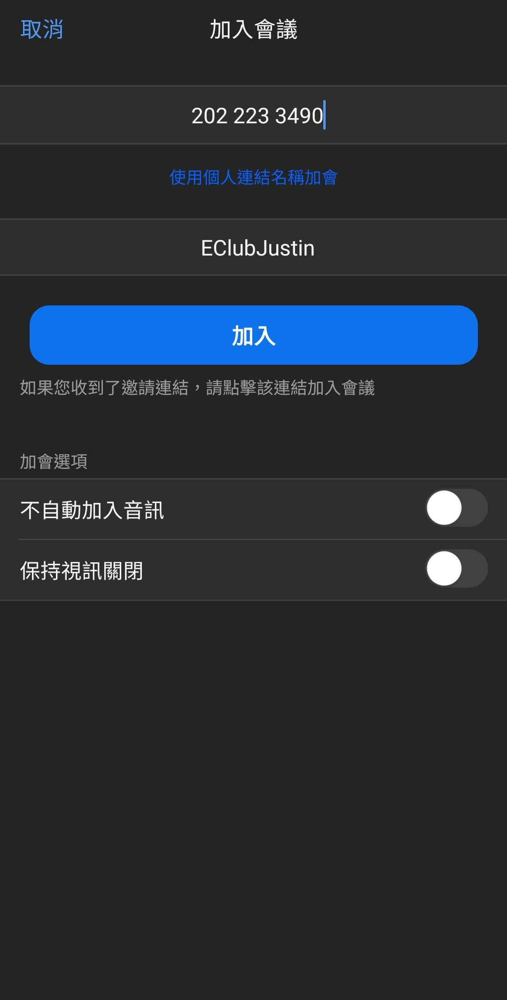 取消
加入會議
202 223 3490
使用個人連結名稱加會
EClubJustin
加入
如果您收到了邀請連結，請點擊該連結加入會議
加會選項
不自動加入音訊
保持視訊關閉